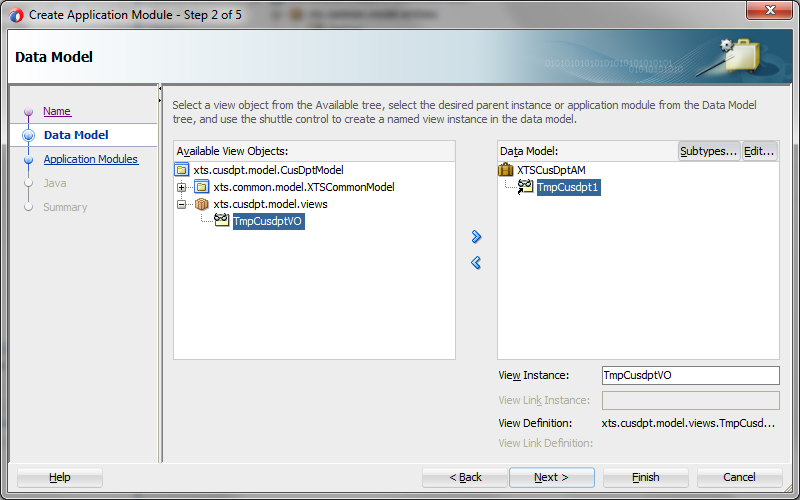 Create Application Module - Step 2 of 5
Data Model
010101010101010101010101
0101010101
Name
Data Model
Application Modules
Java
Summary
Select a view object from the Available tree, select the desired parent instance or application module from the Data Model
tree, and use the shuttle control to create a named view instance in the data model.
Available View Objects:
xts.cusdpt.model.CusDptModel
xts.common.model.XTSCommonModel
xts.cusdpt.model.views
TmpCusdptVO
Data Model:
Subtypes...
Edit...
XTSCusDptAM
TmpCusdpt1
View Instance:
TmpCusdptVO
View Link Instance:
View Definition:
xts.cusdpt.model.views.TmpCusd...
View Link Definition:
Help
< Back
Next >
Finish
Cancel